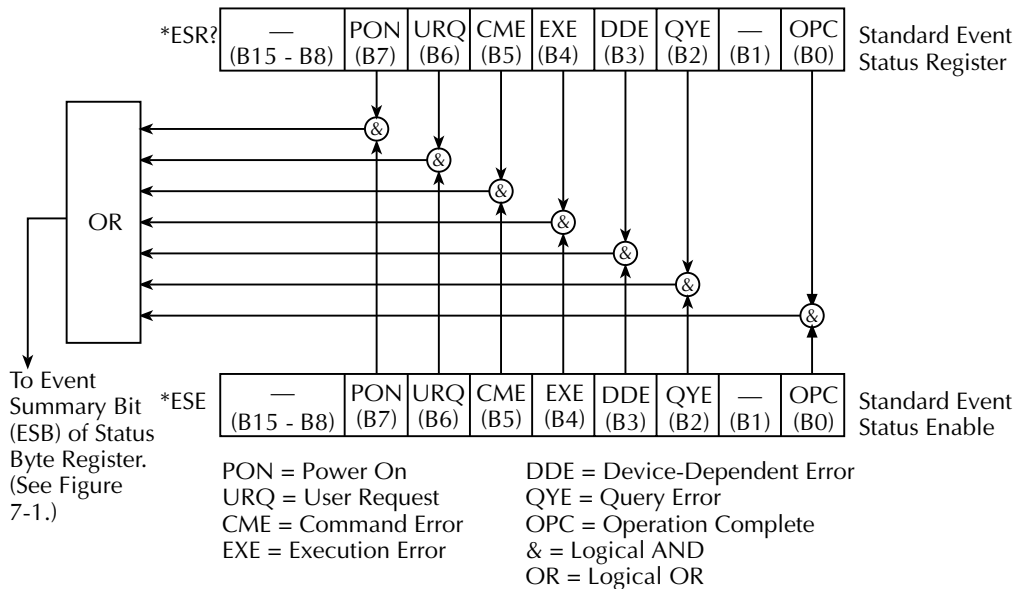 *ESR?
— PON URQ CME EXE DDE QYE — OPC
(B15 - B8) (B7) (B6) (B5) (B4) (B3) (B2) (B1) (B0)
Standard Event
Status Register
&
&
&
&
&
&
&
OR
To Event
Summary Bit
(ESB) of Status
Byte Register.
(See Figure
7-1.)
*ESE
— PON URQ CME EXE DDE QYE — OPC
(B15 - B8) (B7) (B6) (B5) (B4) (B3) (B2) (B1) (B0)
Standard Event
Status Enable
PON = Power On
URQ = User Request
CME = Command Error
EXE = Execution Error
DDE = Device-Dependent Error
QYE = Query Error
OPC = Operation Complete
& = Logical AND
OR = Logical OR